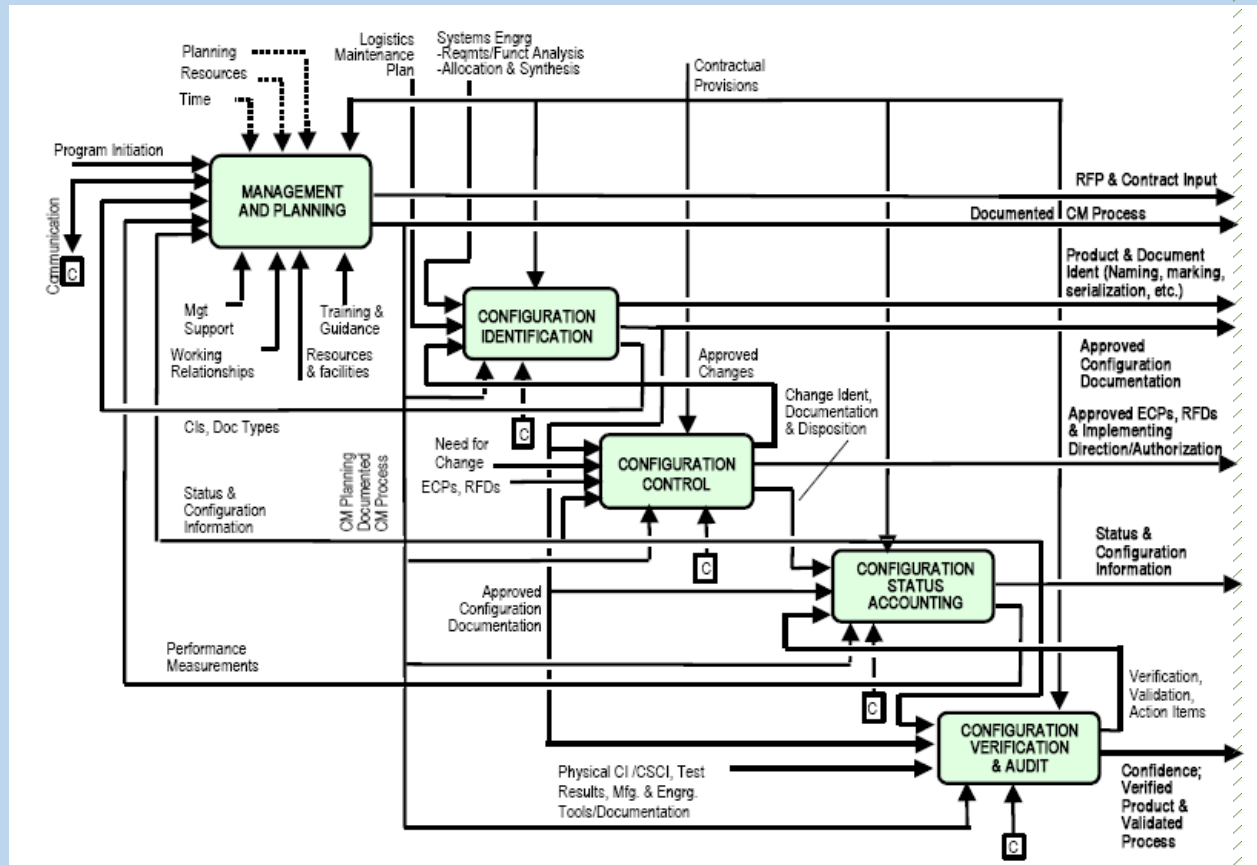 Planning
Resources
Time
Logistics
Maintenance
Plan
Systems Engrg
-Reqmts/Funct Analysis
-Allocation & Synthesis
Contractual
Provisions
Program Initiation
Communication
C
MANAGEMENT
AND PLANNING
RFP & Contract Input
Documented CM Process
Mgt
Support
Working
Relationships
Training &
Guidance
Resources
& facilities
CONFIGURATION
IDENTIFICATION
Product & Document
Ident (Naming, marking,
serialization, etc.)
Approved
Configuration
Documentation
CIs, Doc Types
C
Approved
Changes
Change Ident,
Documentation
& Disposition
Need for
Change
ECPs, RFDs
CONFIGURATION
CONTROL
Approved ECPs, RFDs
& Implementing
Direction/Authorization
Status &
Configuration
Information
CM Planning
Documented
CM Process
C
Approved
Configuration
Documentation
CONFIGURATION
STATUS
ACCOUNTING
Status &
Configuration
Information
Performance
Measurements
C
Verification,
Validation,
Action Items
Physical CI /CSCI, Test
Results, Mfg. & Engrg.
Tools/Documentation
CONFIGURATION
VERIFICATION
& AUDIT
Confidence;
Verified
Product &
Validated
Process
C